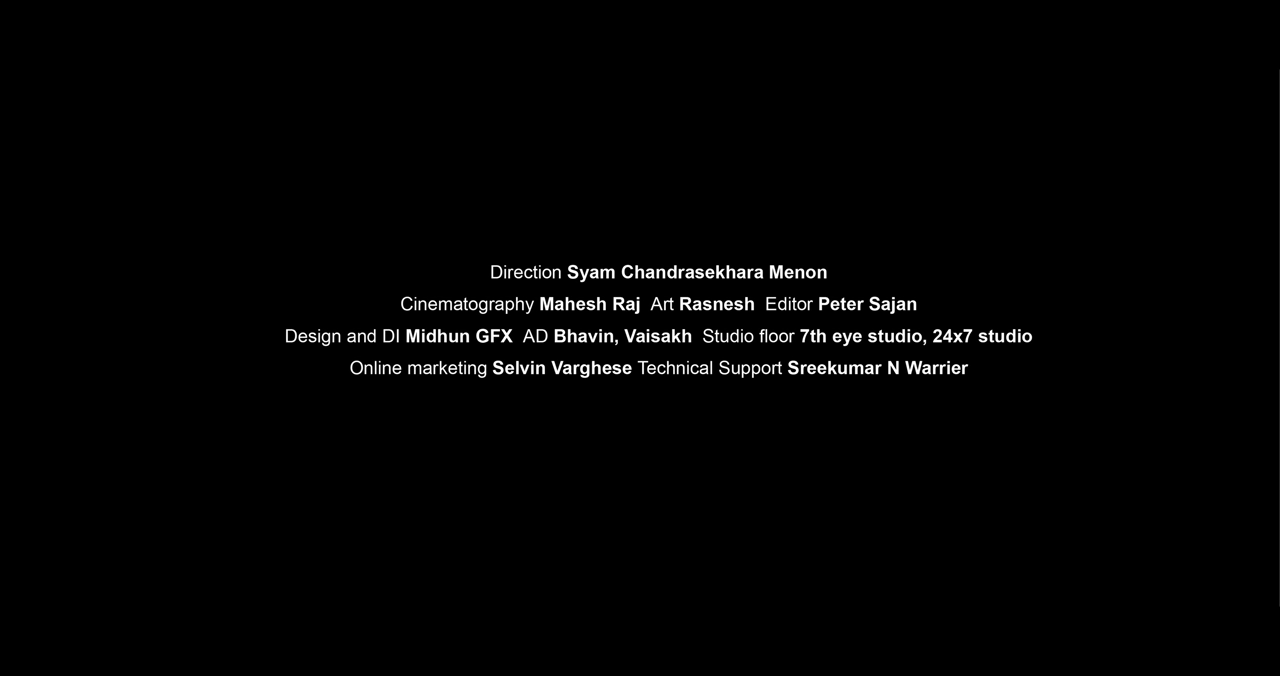 Direction Syam Chandrasekhara Menon
Cinematography Mahesh Raj  Art Rasnesh  Editor Peter Sajan
Design and DI Midhun GFX  AD Bhavin, Vaisakh  Studio floor 7th eye studio, 24x7 studio
Online marketing Selvin Varghese Technical Support Sreekumar N Warrier